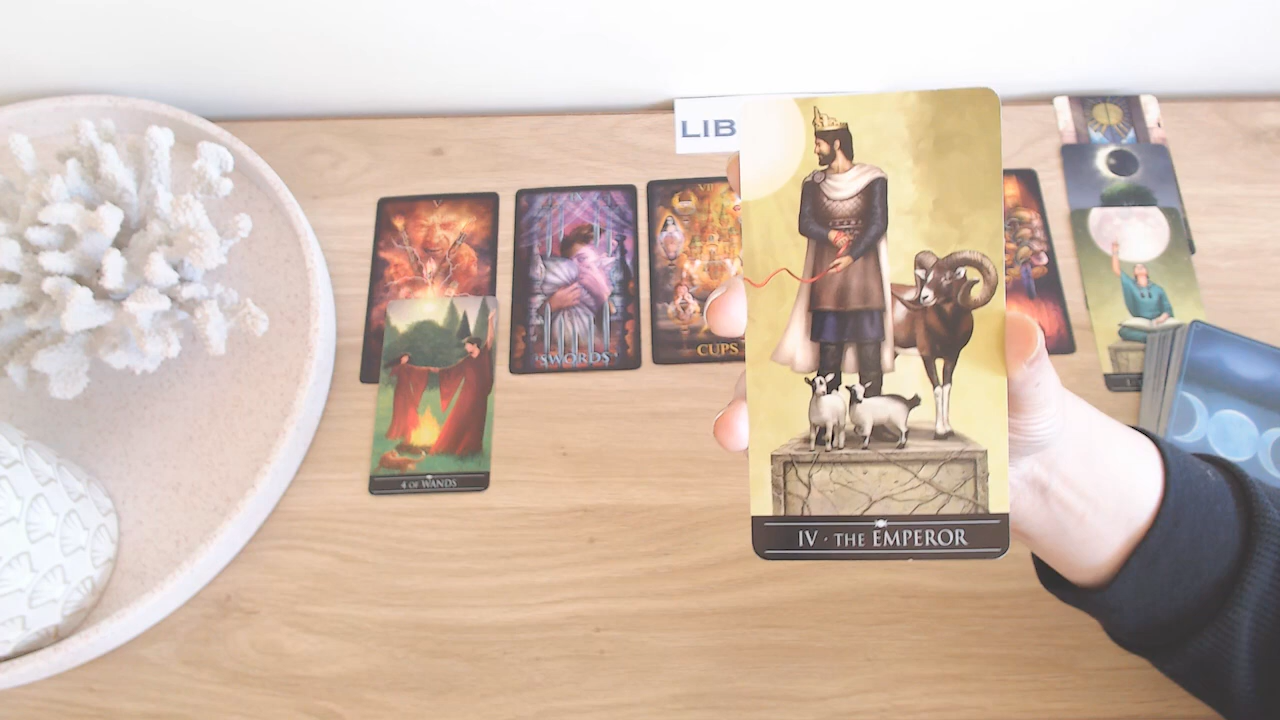 LIB
V
IX
VII
SWORDS
CUPS
4 OF WANDS
IV · THE EMPEROR